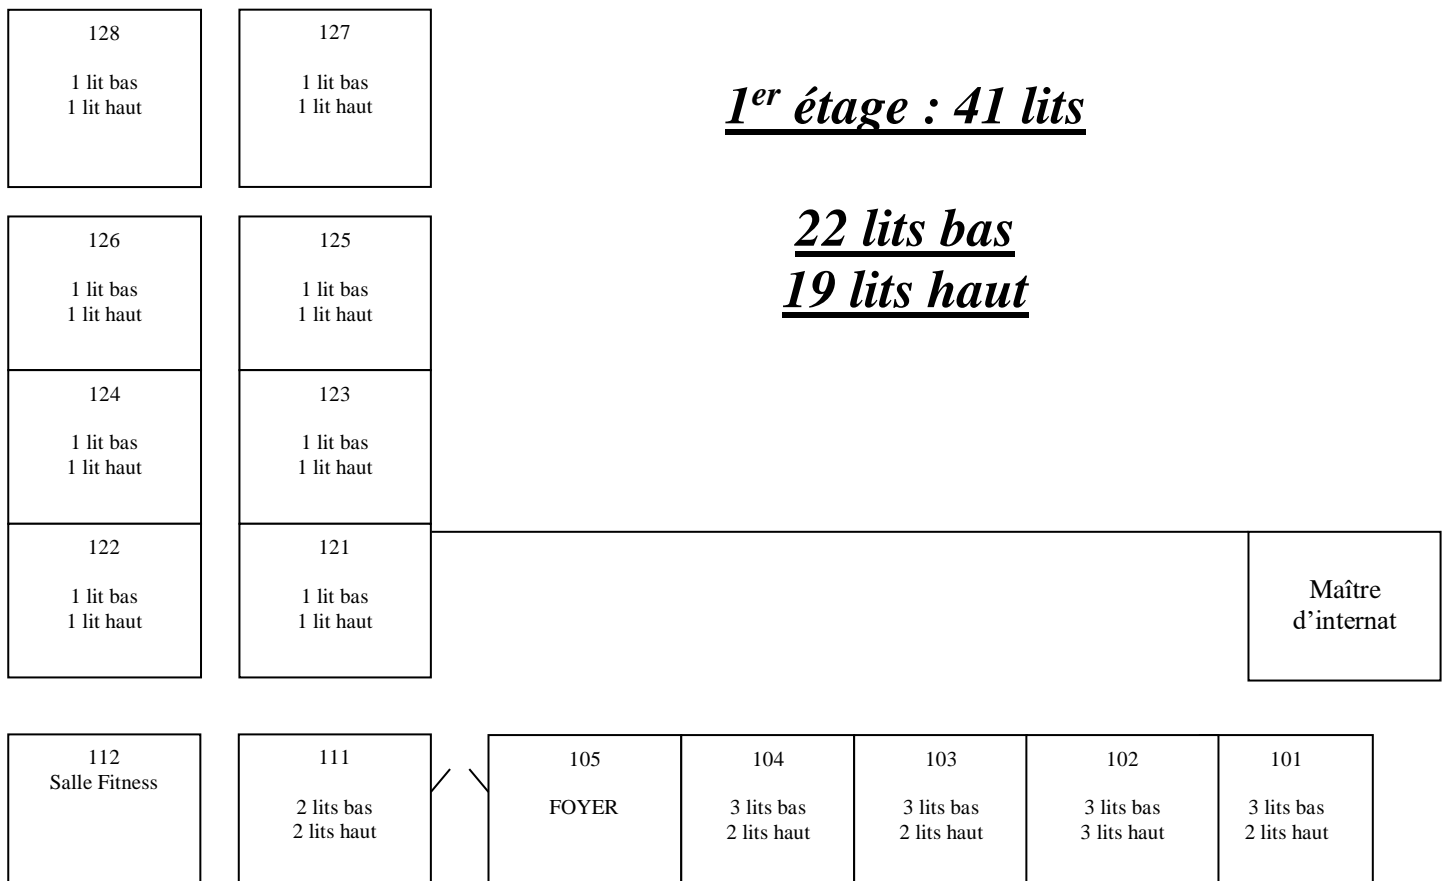 128
1 lit bas
1 lit haut
127
1 lit bas
1 lit haut
1er étage : 41 lits
22 lits bas
19 lits haut
126
1 lit bas
1 lit haut
125
1 lit bas
1 lit haut
124
1 lit bas
1 lit haut
123
1 lit bas
1 lit haut
122
1 lit bas
1 lit haut
121
1 lit bas
1 lit haut
Maître
d’internat
112
Salle Fitness
111
2 lits bas
2 lits haut
105
FOYER
104
3 lits bas
2 lits haut
103
3 lits bas
2 lits haut
102
3 lits bas
3 lits haut
101
3 lits bas
2 lits haut